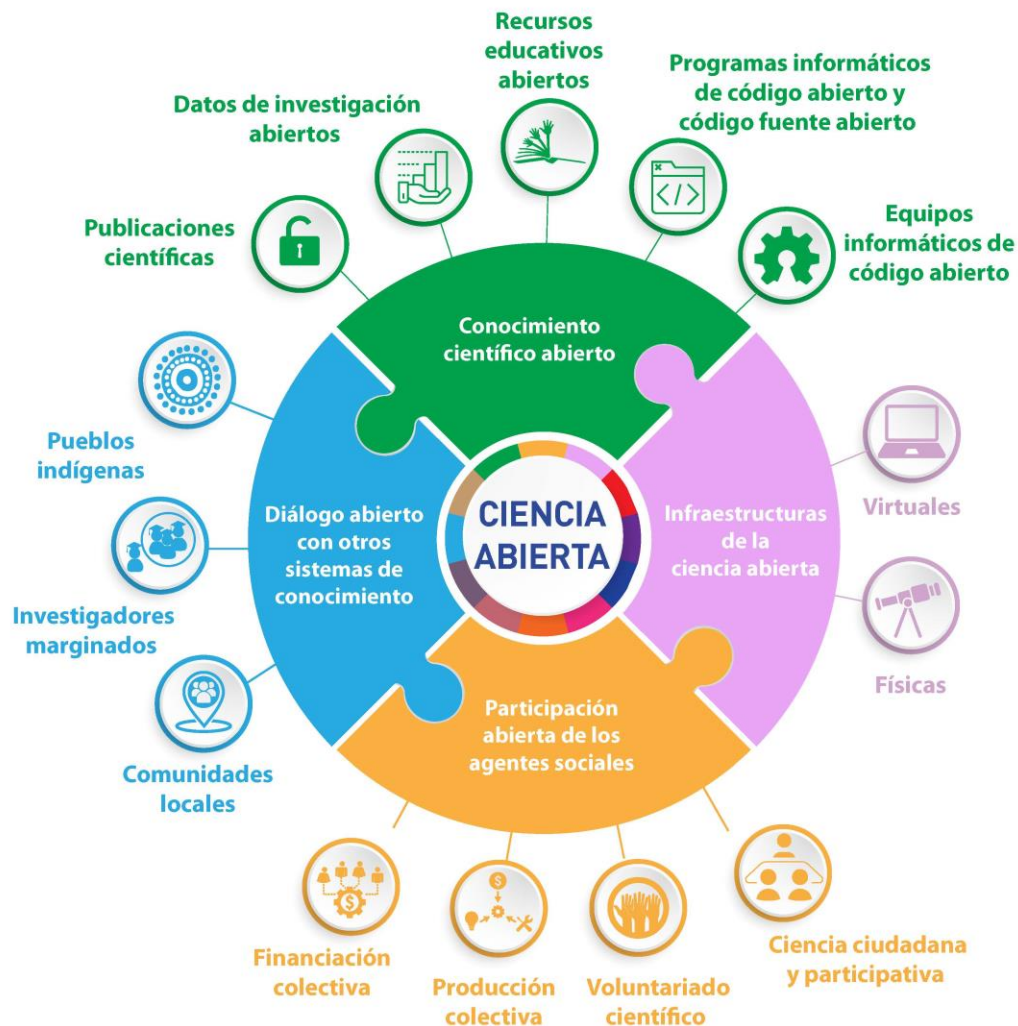 Recursos
educativos
abiertos
Programas informáticos
de código abierto y
código fuente abierto
Datos de investigación
abiertos
Equipos
informáticos de
código abierto
Publicaciones
científicas
Conocimiento
científico abierto
Pueblos
indígenas
Virtuales
Diálogo abierto
con otros
sistemas de
conocimiento
CIENCIA
ABIERTA
Infraestructuras
de la
ciencia abierta
Investigadores
marginados
Físicas
Participación
abierta de los
agentes sociales
Comunidades
locales
Financiación
colectiva
Producción
colectiva
Voluntariado
científico
Ciencia ciudadana
y participativa